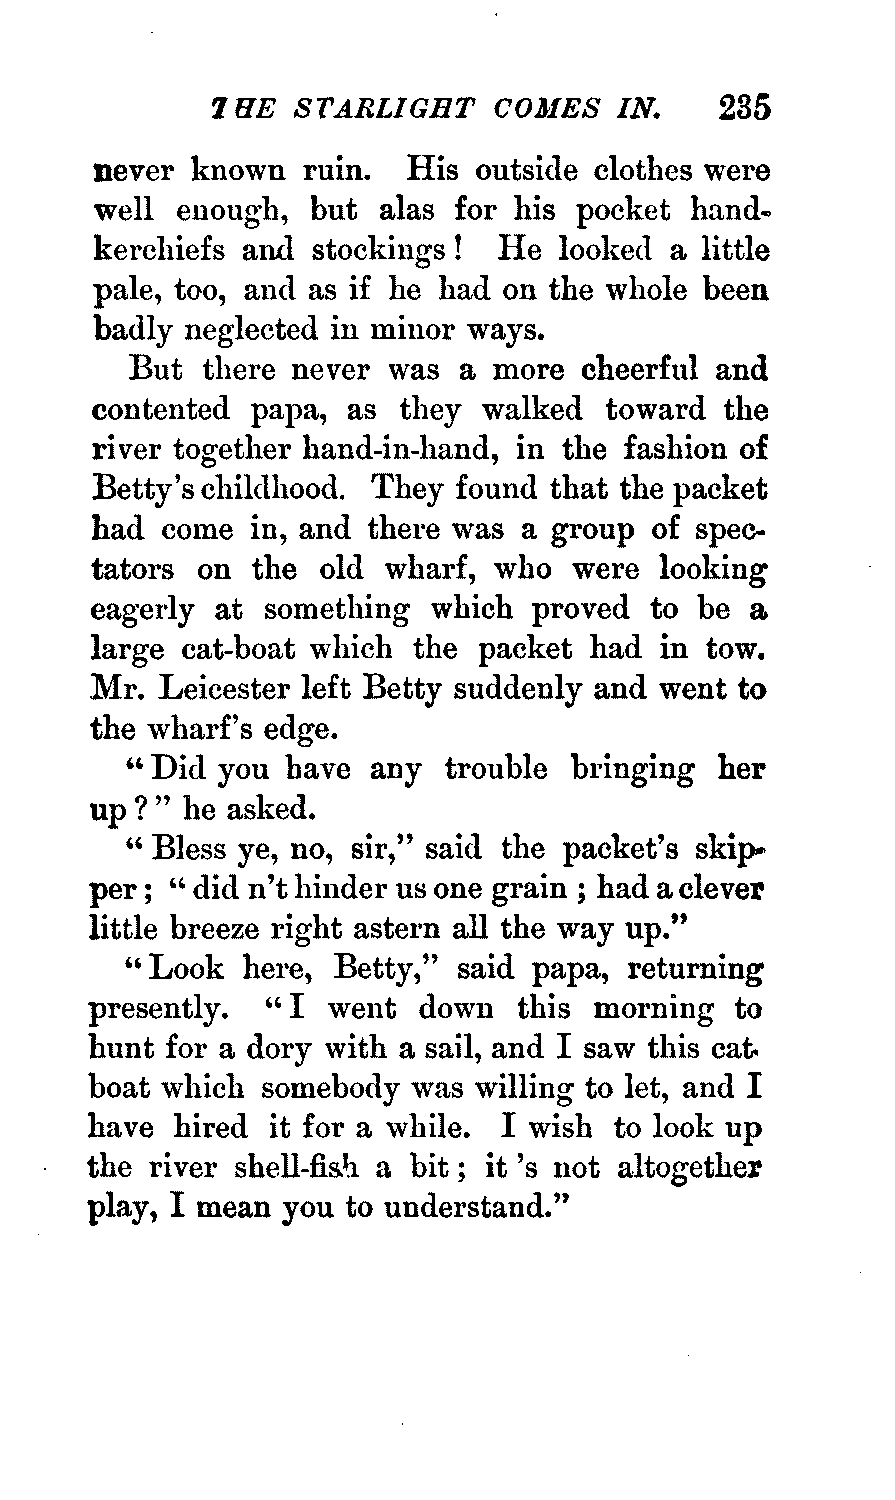 THE STARLIGHT COMES IN. 235
never known ruin. His outside clothes were
well enough, but alas for his pocket hand-
kerchiefs and stockings! He looked a little
pale, too, and as if he had on the whole been
badly neglected in minor ways.
But there never was a more cheerful and
contented papa, as they walked toward the
river together hand-in-hand, in the fashion of
Betty's childhood. They found that the packet
had come in, and there was a group of spec-
tators on the old wharf, who were looking
eagerly at something which proved to be a
large cat-boat which the packet had in tow.
Mr. Leicester left Betty suddenly and went to
the wharf's edge.
"Did you have any trouble bringing her
up?" he asked.
"Bless ye, no, sir," said the packet's skip-
per; "did n't hinder us one grain; had a clever
little breeze right astern all the way up."
"Look here, Betty," said papa, returning
presently. "I went down this morning to
hunt for a dory with a sail, and I saw this cat-
boat which somebody was willing to let, and I
have hired it for a while. I wish to look up
the river shell-fish a bit; it 's not altogether
play, I mean you to understand."